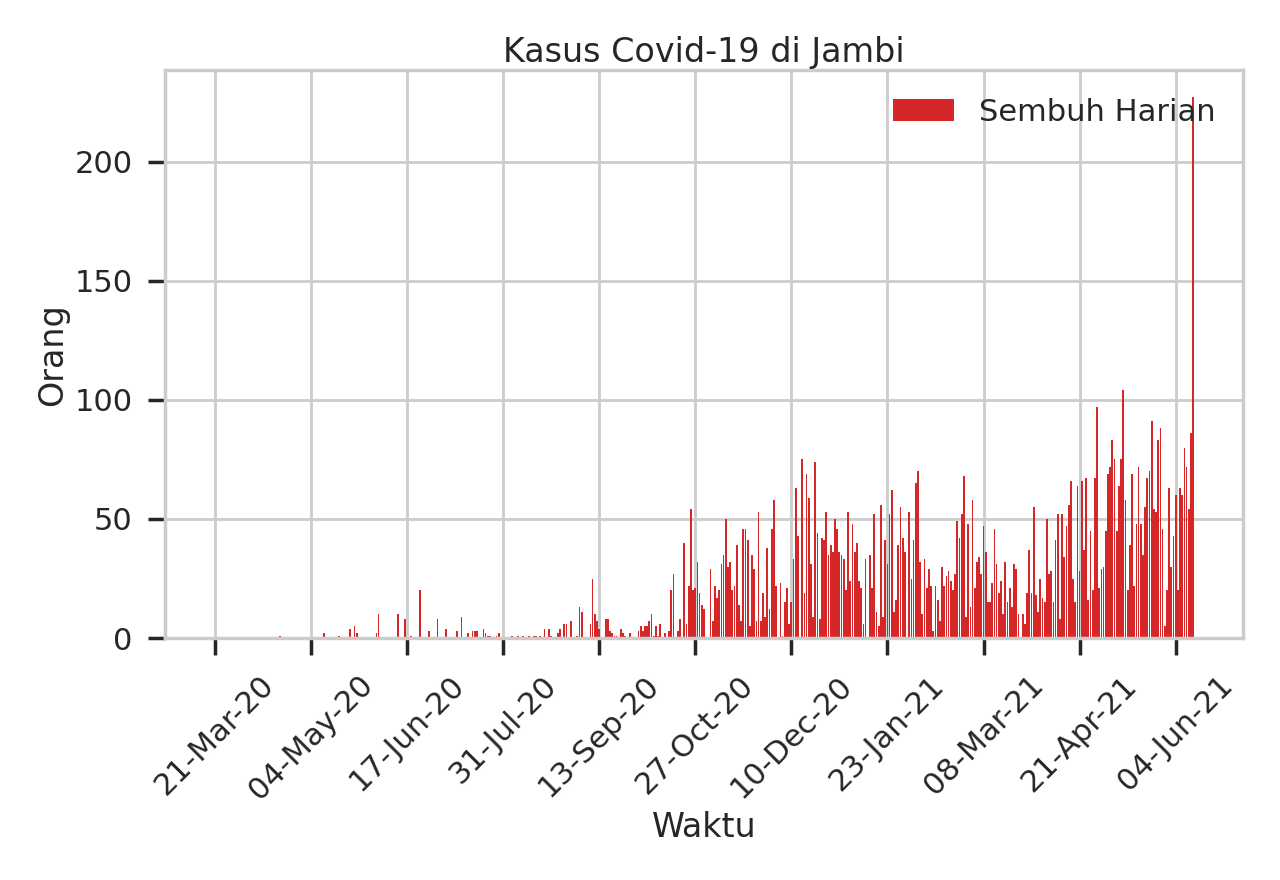 Kasus Covid-19 di Jambi
Sembuh Harian
Orang
200
150
100
50
0
21-Mar-20
04-May-20
17-Jun-20
31-Jul-20
13-Sep-20
27-Oct-20
10-Dec-20
23-Jan-21
08-Mar-21
21-Apr-21
04-Jun-21
Waktu